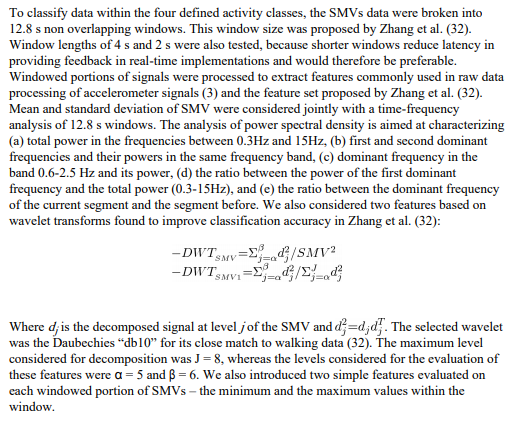 To classify data within the four defined activity classes, the SMVs data were broken into
12.8 s non overlapping windows. This window size was proposed by Zhang et al. (32).
Window lengths of 4 s and 2 s were also tested, because shorter windows reduce latency in
providing feedback in real-time implementations and would therefore be preferable.
Windowed portions of signals were processed to extract features commonly used in raw data
processing of accelerometer signals (3) and the feature set proposed by Zhang et al. (32).
Mean and standard deviation of SMV were considered jointly with a time-frequency
analysis of 12.8 s windows. The analysis of power spectral density is aimed at characterizing
(a) total power in the frequencies between 0.3Hz and 15Hz, (b) first and second dominant
frequencies and their powers in the same frequency band, (c) dominant frequency in the
band 0.6-2.5 Hz and its power, (d) the ratio between the power of the first dominant
frequency and the total power (0.3-15Hz), and (e) the ratio between the dominant frequency
of the current segment and the segment before. We also considered two features based on
wavelet transforms found to improve classification accuracy in Zhang et al. (32):
−DWT_SMV=Σ_{j=α}^{β} d_j^2/SMV^2
−DWT_SMV1=Σ_{j=α}^{β} d_j^2/Σ_{j=α}^{J} d_j^2
Where d_j is the decomposed signal at level j of the SMV and d_j^2=d_j d_j^T. The selected wavelet
was the Daubechies “db10” for its close match to walking data (32). The maximum level
considered for decomposition was J = 8, whereas the levels considered for the evaluation of
these features were α = 5 and β = 6. We also introduced two simple features evaluated on
each windowed portion of SMVs – the minimum and the maximum values within the
window.